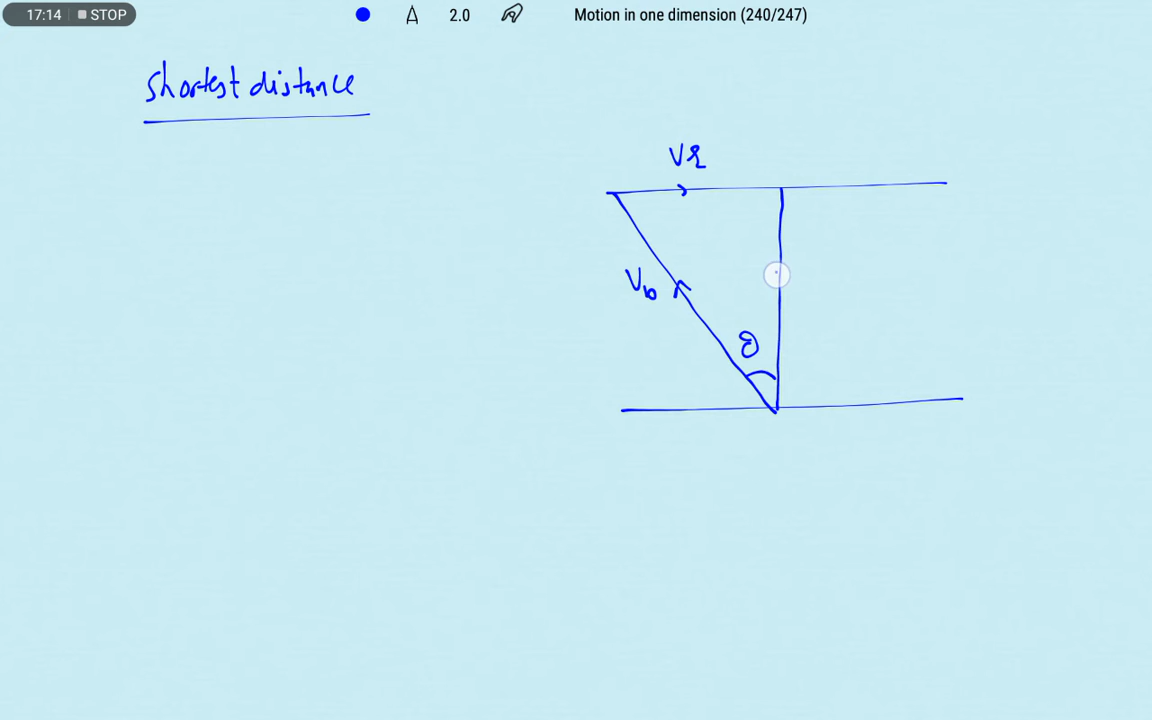 17:14 STOP 2.0 Motion in one dimension (240/247)
shortest distance
Vr
Vb
θ